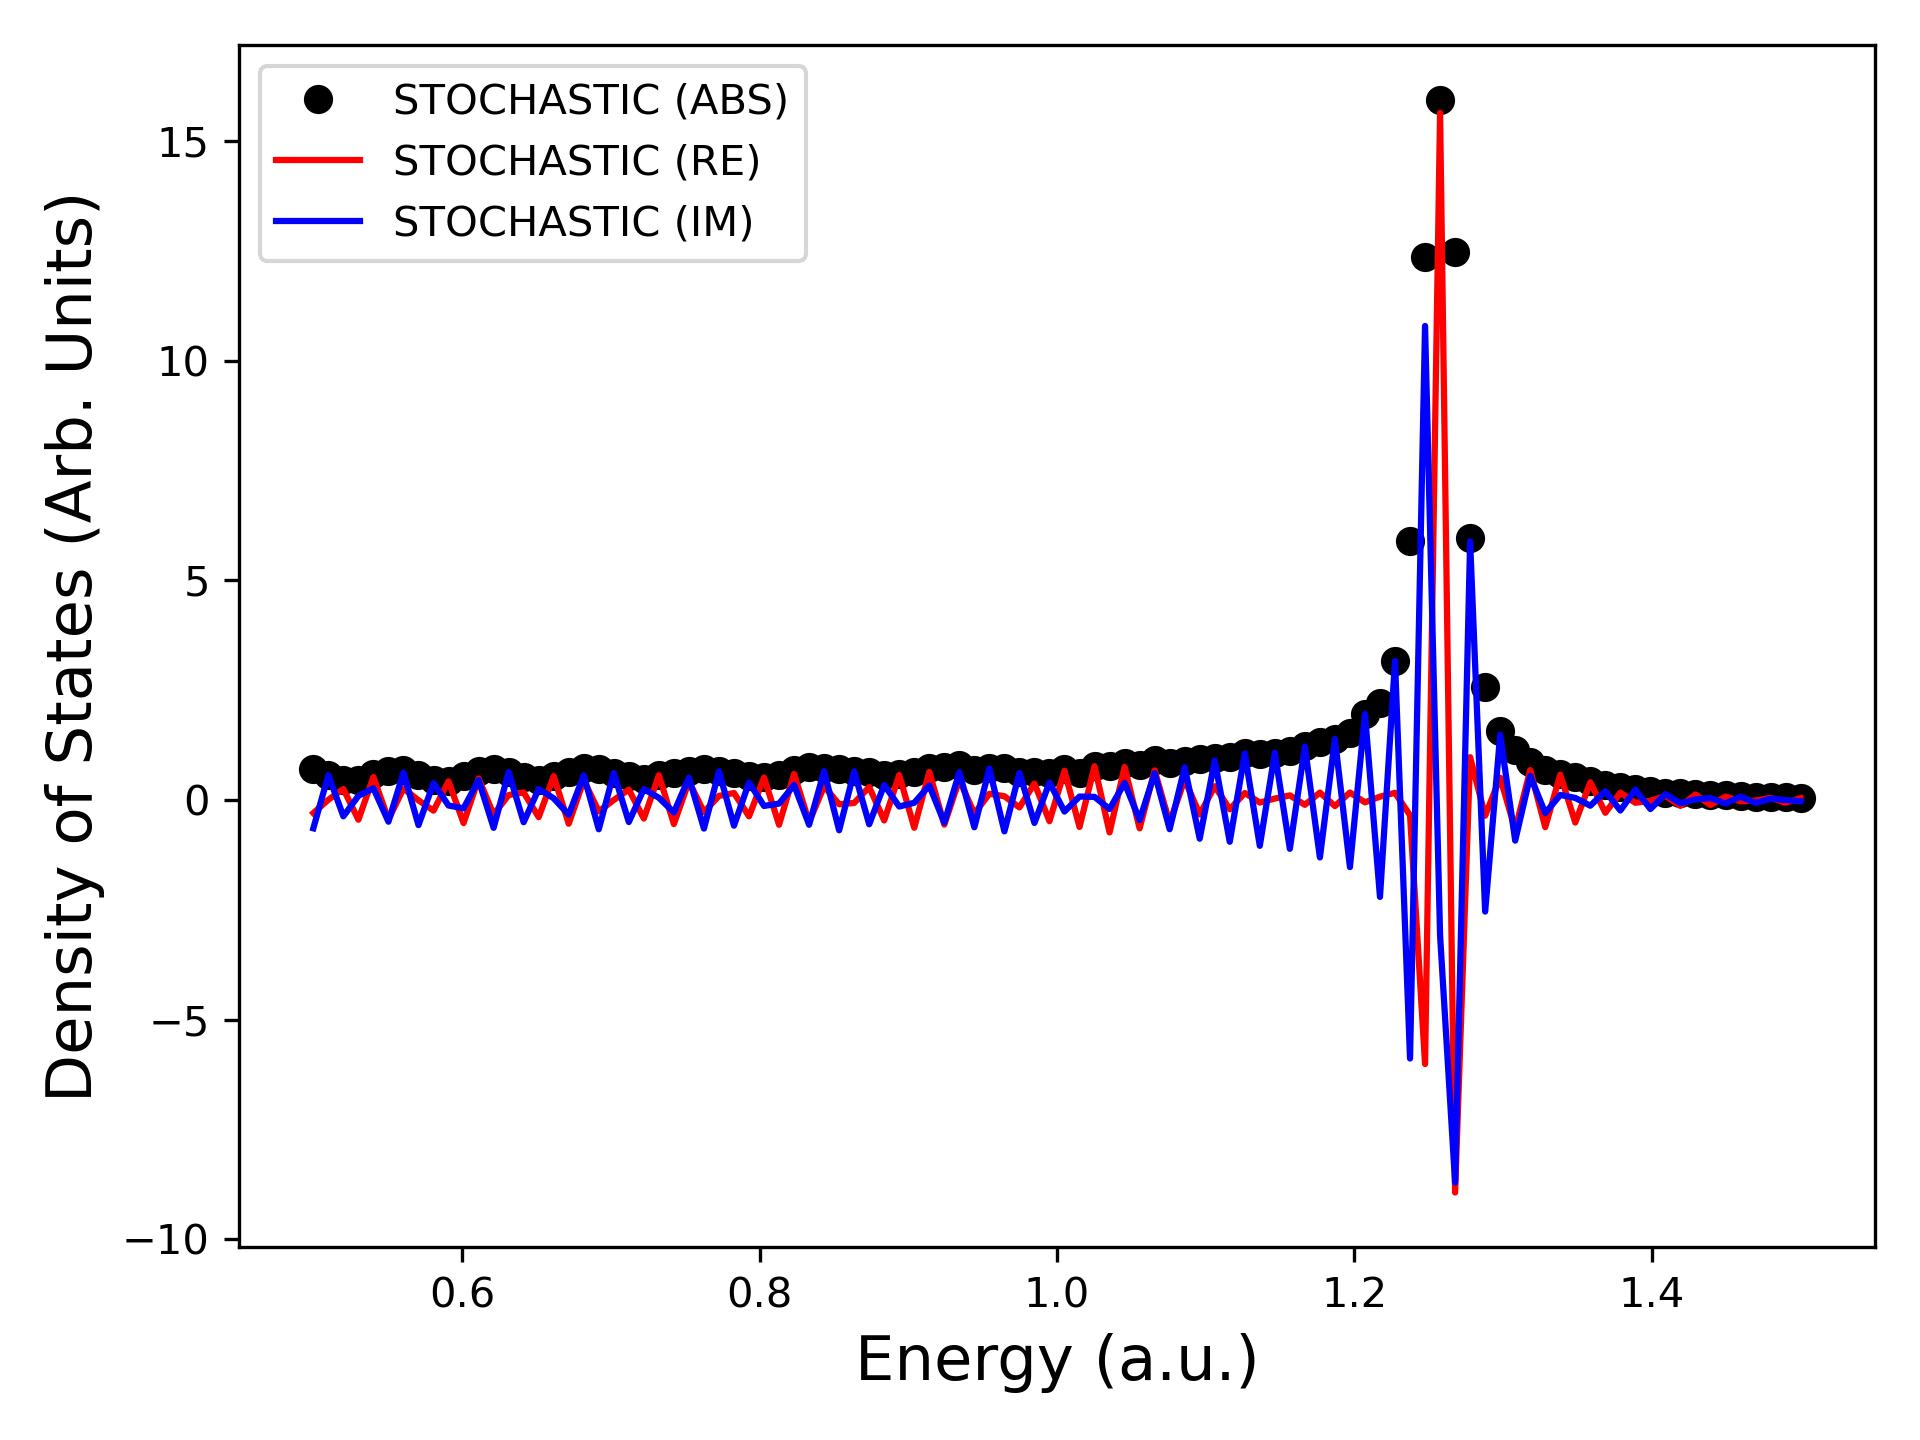 STOCHASTIC (ABS)
STOCHASTIC (RE)
STOCHASTIC (IM)
Density of States (Arb. Units)
15
10
5
0
−5
−10
0.6 0.8 1.0 1.2 1.4
Energy (a.u.)